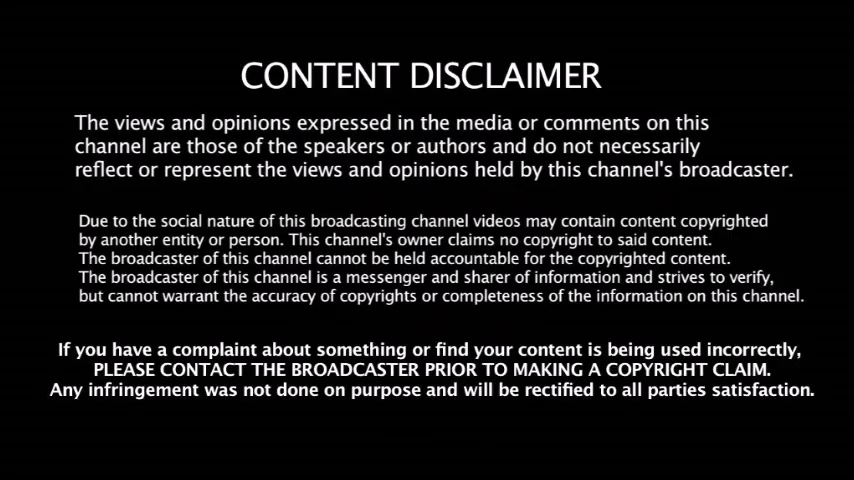 CONTENT DISCLAIMER
The views and opinions expressed in the media or comments on this
channel are those of the speakers or authors and do not necessarily
reflect or represent the views and opinions held by this channel's broadcaster.
Due to the social nature of this broadcasting channel videos may contain content copyrighted
by another entity or person. This channel's owner claims no copyright to said content.
The broadcaster of this channel cannot be held accountable for the copyrighted content.
The broadcaster of this channel is a messenger and sharer of information and strives to verify,
but cannot warrant the accuracy of copyrights or completeness of the information on this channel.
If you have a complaint about something or find your content is being used incorrectly,
PLEASE CONTACT THE BROADCASTER PRIOR TO MAKING A COPYRIGHT CLAIM.
Any infringement was not done on purpose and will be rectified to all parties satisfaction.